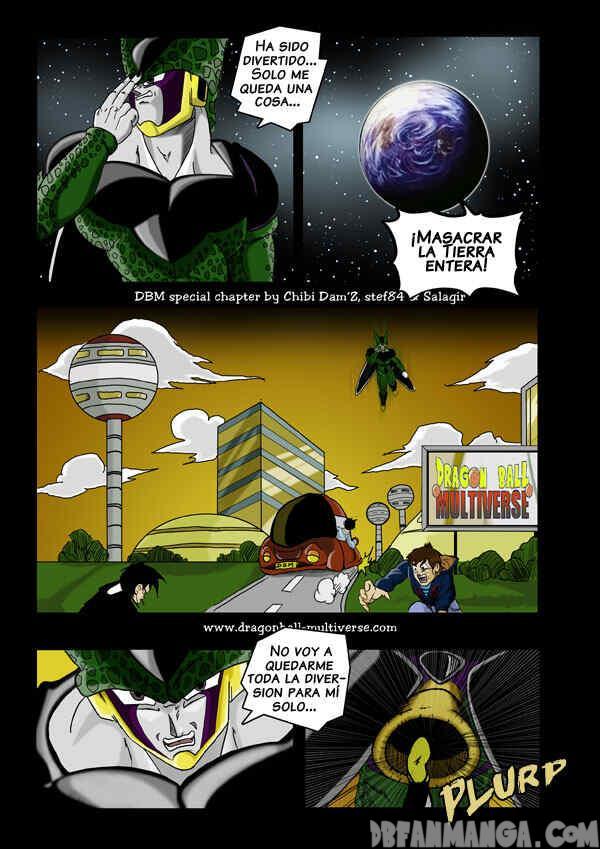 HA SIDO
DIVERTIDO...
SOLO ME
QUEDA UNA
COSA...
¡MASACRAR
LA TIERRA
ENTERA!
DBM special chapter by Chibi Dam'Z, stef84 & Salagir
DRAGON BALL
MULTIVERSE
DBM
www.dragonball-multiverse.com
NO VOY A
QUEDARME
TODA LA DIVER-
SION PARA MÍ
SOLO...
PLURP
DBFANMANGA.COM